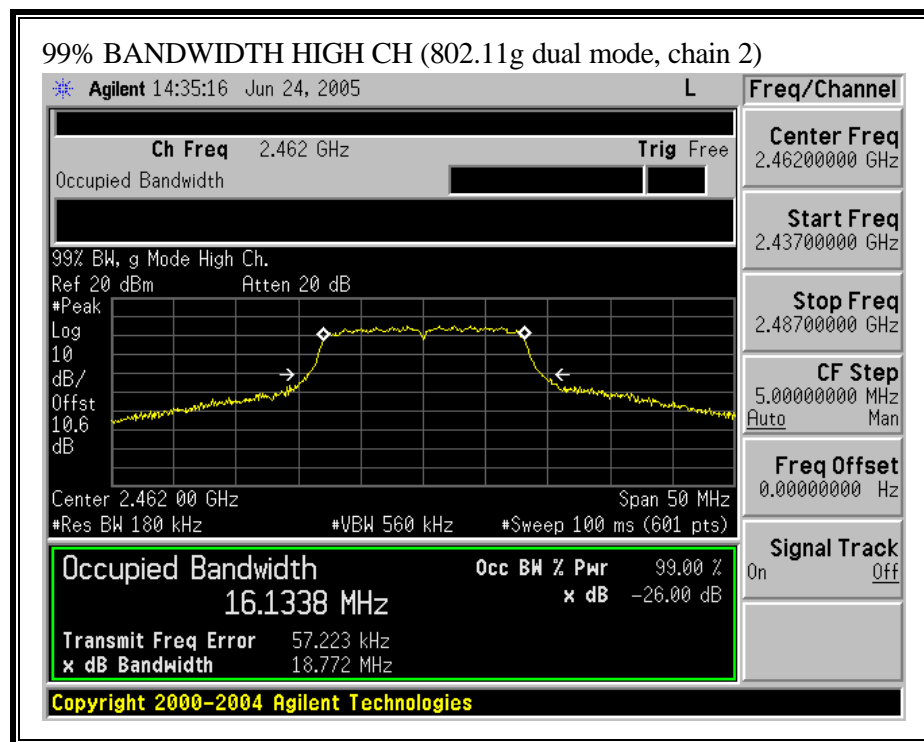 99% BANDWIDTH HIGH CH (802.11g dual mode, chain 2)
Agilent 14:35:16 Jun 24, 2005 L
Freq/Channel
Ch Freq 2.462 GHz Trig Free
Occupied Bandwidth
Center Freq
2.46200000 GHz
Start Freq
2.43700000 GHz
Stop Freq
2.48700000 GHz
CF Step
5.00000000 MHz
Auto Man
Freq Offset
0.00000000 Hz
Signal Track
On Off
99% BW, g Mode High Ch.
Ref 20 dBm Atten 20 dB
#Peak
Log
10
dB/
Offst
10.6
dB
Center 2.462 00 GHz Span 50 MHz
#Res BW 180 kHz #VBW 560 kHz #Sweep 100 ms (601 pts)
Occupied Bandwidth
16.1338 MHz
Occ BW % Pwr 99.00 %
x dB -26.00 dB
Transmit Freq Error 57.223 kHz
x dB Bandwidth 18.772 MHz
Copyright 2000-2004 Agilent Technologies